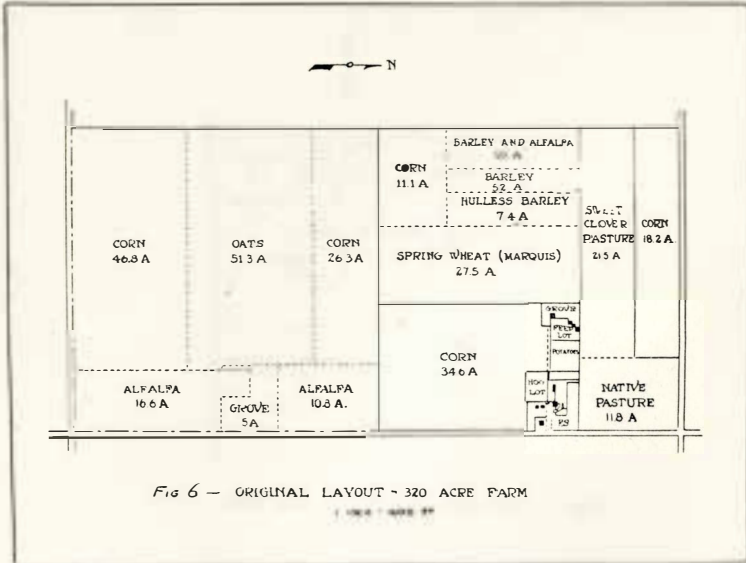 N
BARLEY AND ALFALFA
CORN
11.1 A
BARLEY
5.2 A
HULLESS BARLEY
7.4 A
SWEET
CLOVER
PASTURE
21.5 A
CORN
18.2 A.
CORN
46.8 A
OATS
51.3 A
CORN
26.3 A
SPRING WHEAT (MARQUIS)
27.5 A.
GROVE
FEED
LOT
POTATOES
CORN
34.6 A
HOG
LOT
ALFALFA
16.6 A
GROVE
5 A
ALFALFA
10.8 A.
NATIVE
PASTURE
11.8 A
FIG 6 — ORIGINAL LAYOUT - 320 ACRE FARM